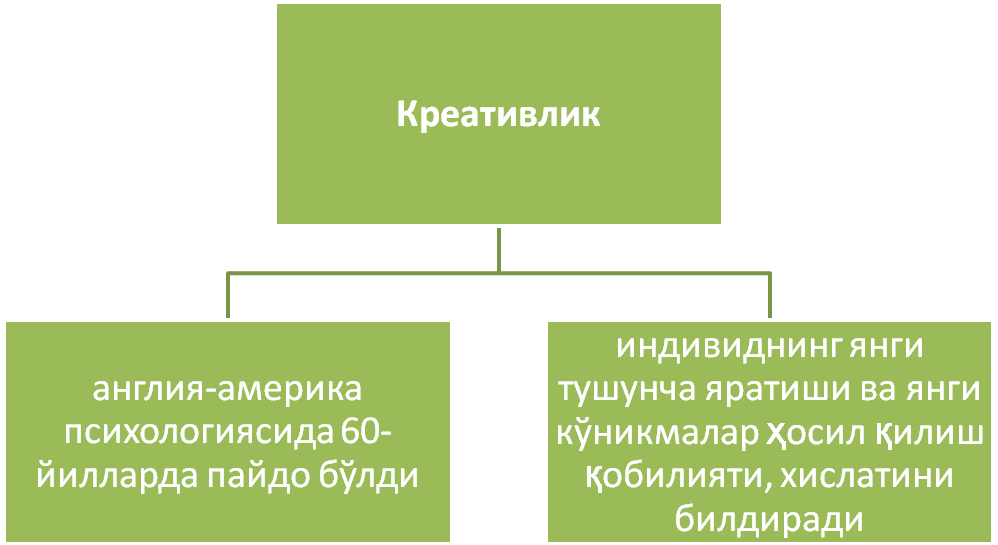 Креативлик
англия-америка
психологиясида 60-
йилларда пайдо бўлди
индивиднинг янги
тушунча яратиши ва янги
кўникмалар ҳосил қилиш
қобилияти, хислатини
билдиради